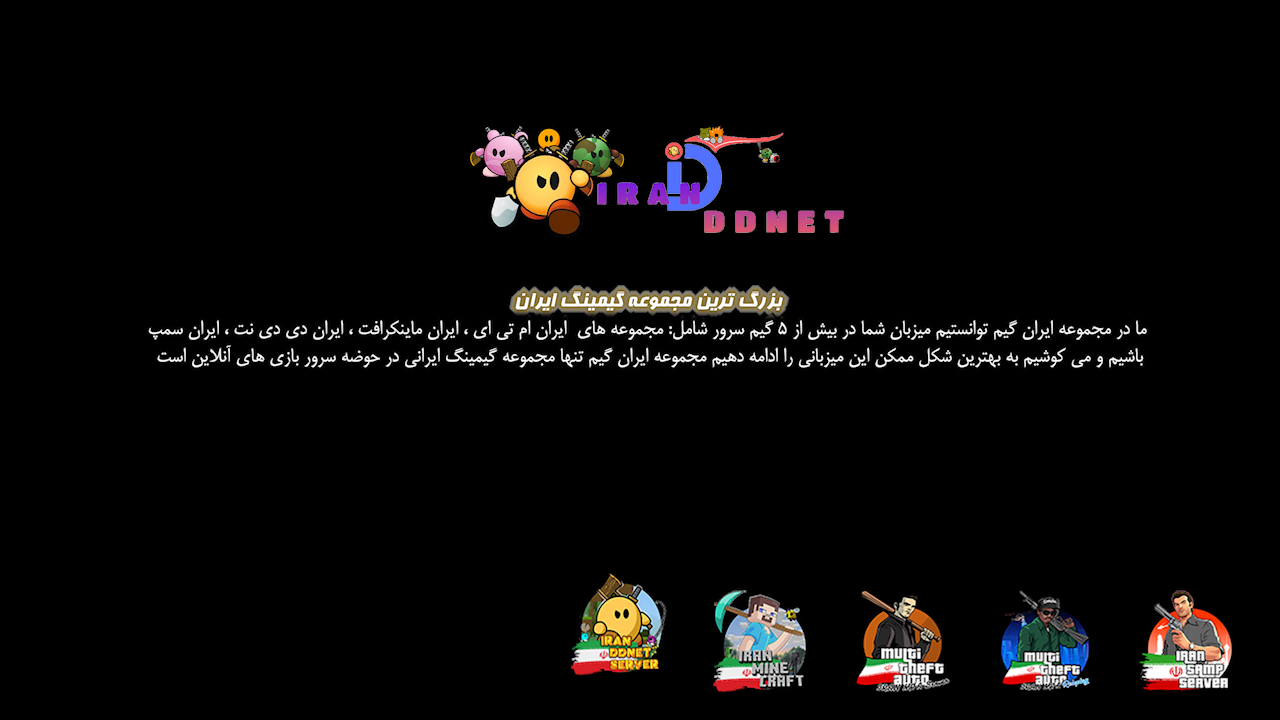 IRAN
DDNET
بزرگ ترین مجموعه گیمینگ ایران
ما در مجموعه ایران گیم توانستیم میزبان شما در بیش از ۵ گیم سرور شامل: مجموعه های ایران ام تی ای ، ایران ماینکرافت ، ایران دی دی نت ، ایران سمپ
باشیم و می کوشیم به بهترین شکل ممکن این میزبانی را ادامه دهیم مجموعه ایران گیم تنها مجموعه گیمینگ ایرانی در حوضه سرور بازی های آنلاین است
IRAN
DDNET
SERVER
IRAN
MINE
CRAFT
MULTI
THEFT
AUTO
MULTI
THEFT
AUTO
IRAN
SAMP
SERVER